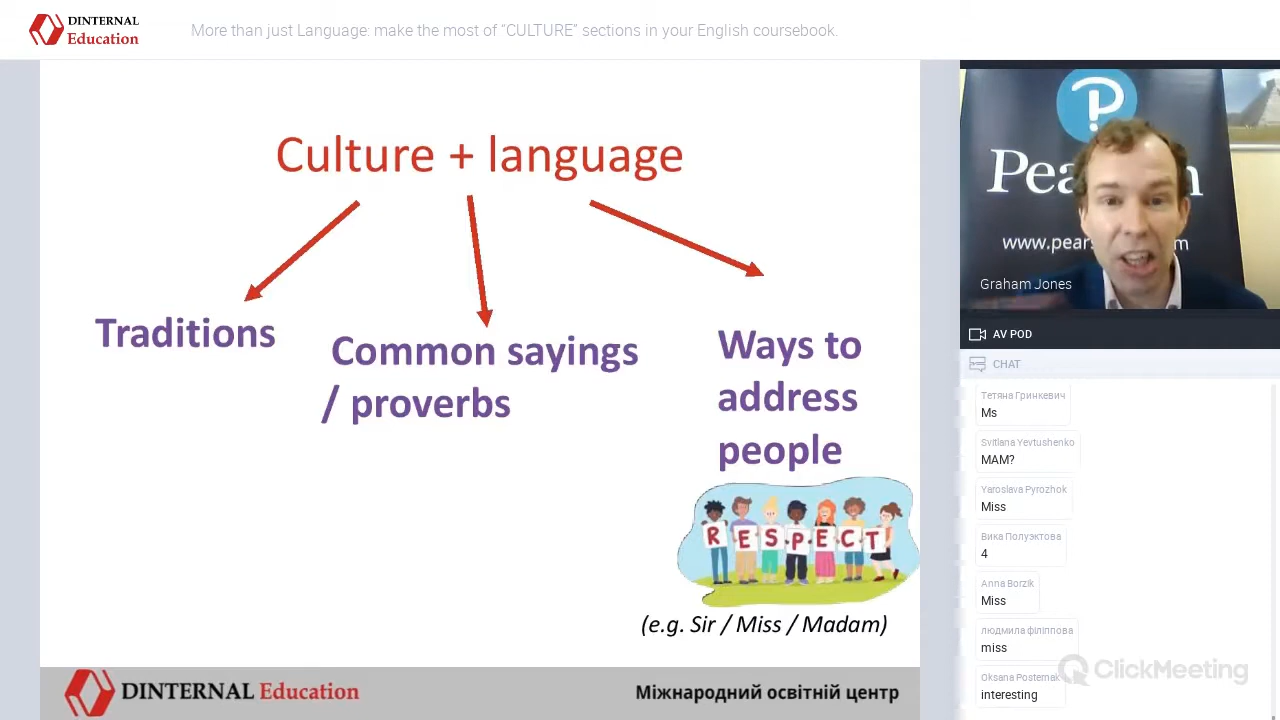 DINTERNAL
Education
More than just Language: make the most of “CULTURE” sections in your English coursebook.
Culture + language
Traditions
Common sayings
/ proverbs
Ways to
address
people
RESPECT
(e.g. Sir / Miss / Madam)
DINTERNAL Education
Міжнародний освітній центр
Graham Jones
AV POD
CHAT
Тетяна Гринкевич
Ms
Svitlana Yevtushenko
MAM?
Yaroslava Pyrozhok
Miss
Вика Полуэктова
4
Anna Borzik
Miss
людмила філіппова
miss
Oksana Posternak
interesting
ClickMeeting